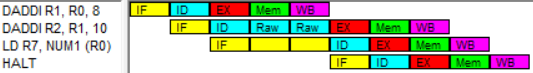 DADDI R1, R0, 8 IF ID EX Mem WB
DADDI R2, R1, 10 IF ID Raw Raw EX Mem WB
LD R7, NUM1 (R0) IF ID EX Mem WB
HALT IF ID EX Mem WB